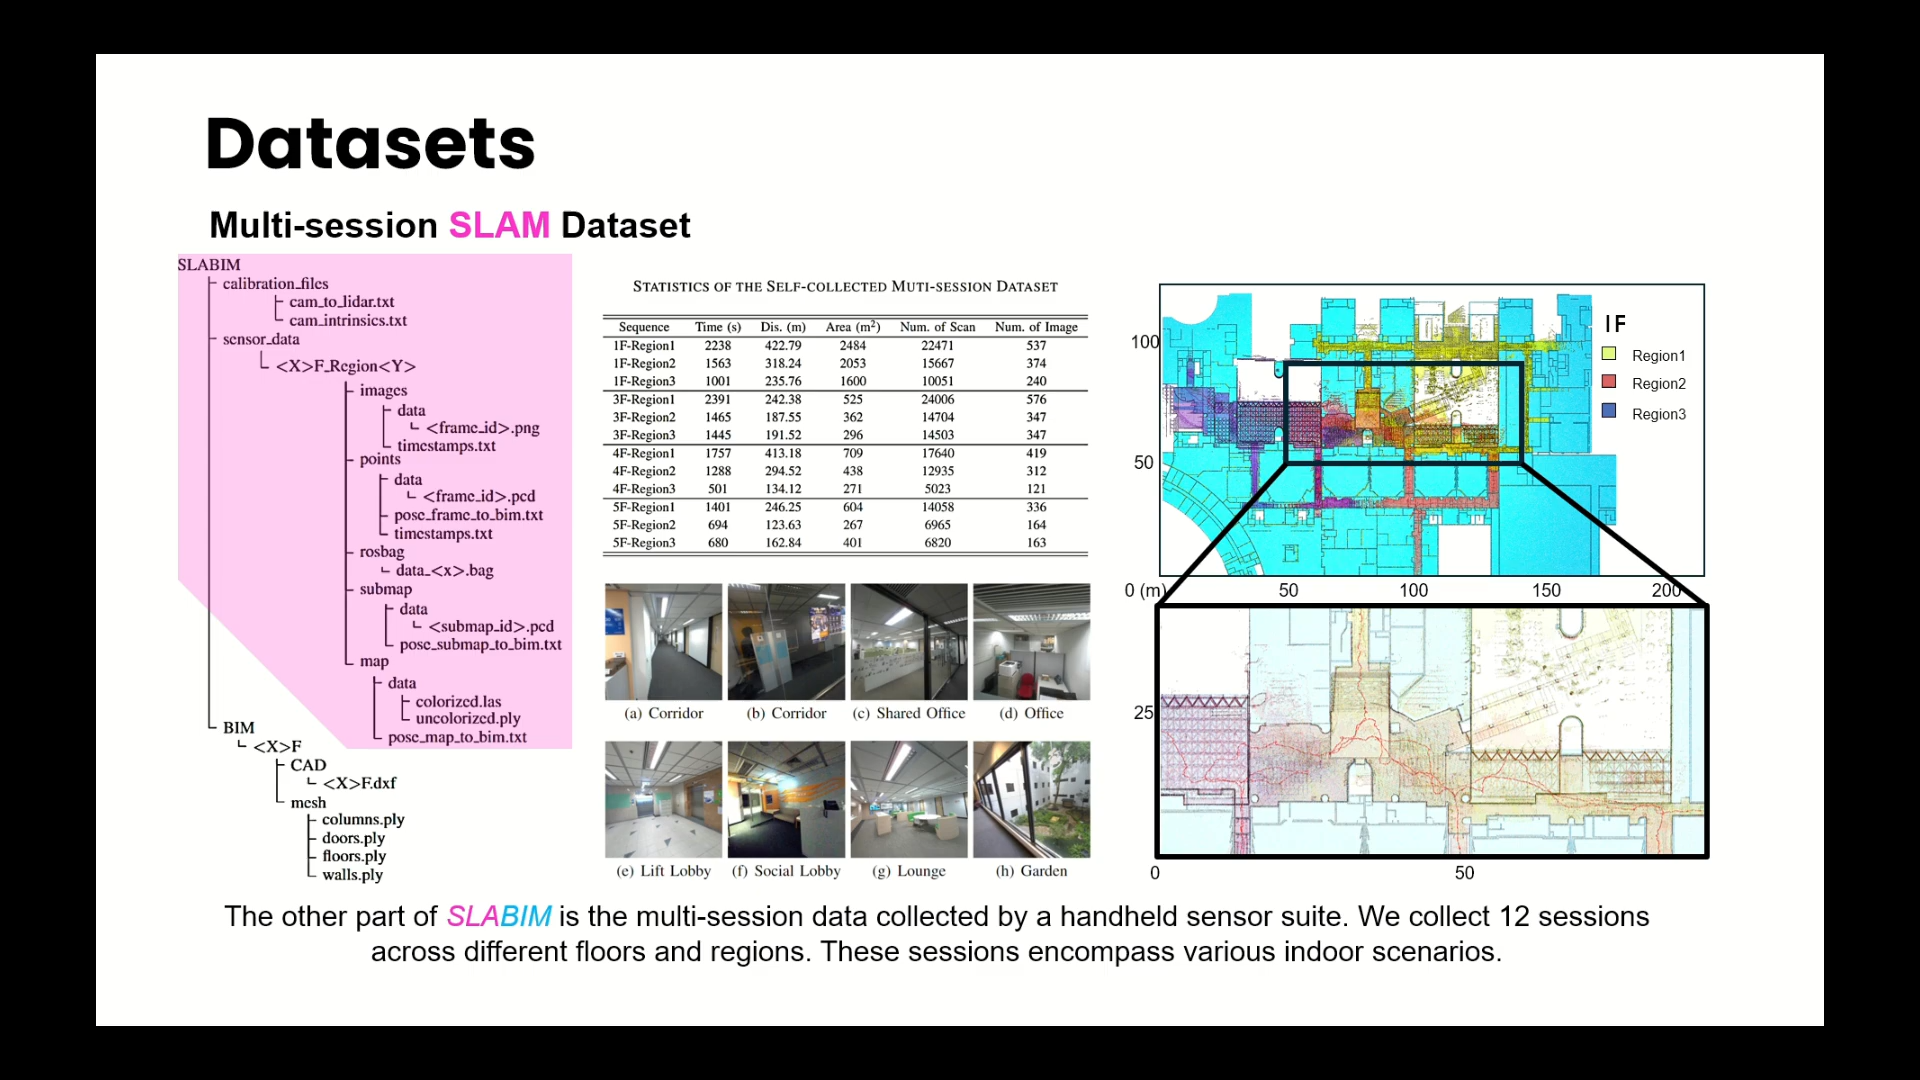 Datasets
Multi-session SLAM Dataset
SLABIM
calibration_files
cam_to_lidar.txt
cam_intrinsics.txt
sensor_data
<X>F_Region<Y>
images
data
<frame_id>.png
timestamps.txt
points
data
<frame_id>.pcd
pose_frame_to_bim.txt
timestamps.txt
rosbag
data_<x>.bag
submap
data
<submap_id>.pcd
pose_submap_to_bim.txt
map
data
colorized.las
uncolorized.ply
pose_map_to_bim.txt
BIM
<X>F
CAD
<X>F.dxf
mesh
columns.ply
doors.ply
floors.ply
walls.ply
STATISTICS OF THE SELF-COLLECTED MUTI-SESSION DATASET
Sequence Time (s) Dis. (m) Area (m²) Num. of Scan Num. of Image
1F-Region1 2238 422.79 2484 22471 537
1F-Region2 1563 318.24 2053 15667 374
1F-Region3 1001 235.76 1600 10051 240
3F-Region1 2391 242.38 525 24006 576
3F-Region2 1465 187.55 362 14704 347
3F-Region3 1445 191.52 296 14503 347
4F-Region1 1757 413.18 709 17640 419
4F-Region2 1288 294.52 438 12935 312
4F-Region3 501 134.12 271 5023 121
5F-Region1 1401 246.25 604 14058 336
5F-Region2 694 123.63 267 6965 164
5F-Region3 680 162.84 401 6820 163
(a) Corridor (b) Corridor (c) Shared Office (d) Office
(e) Lift Lobby (f) Social Lobby (g) Lounge (h) Garden
1F
Region1
Region2
Region3
100
50
0 (m) 50 100 150 200
25
0 50
The other part of SLABIM is the multi-session data collected by a handheld sensor suite. We collect 12 sessions
across different floors and regions. These sessions encompass various indoor scenarios.